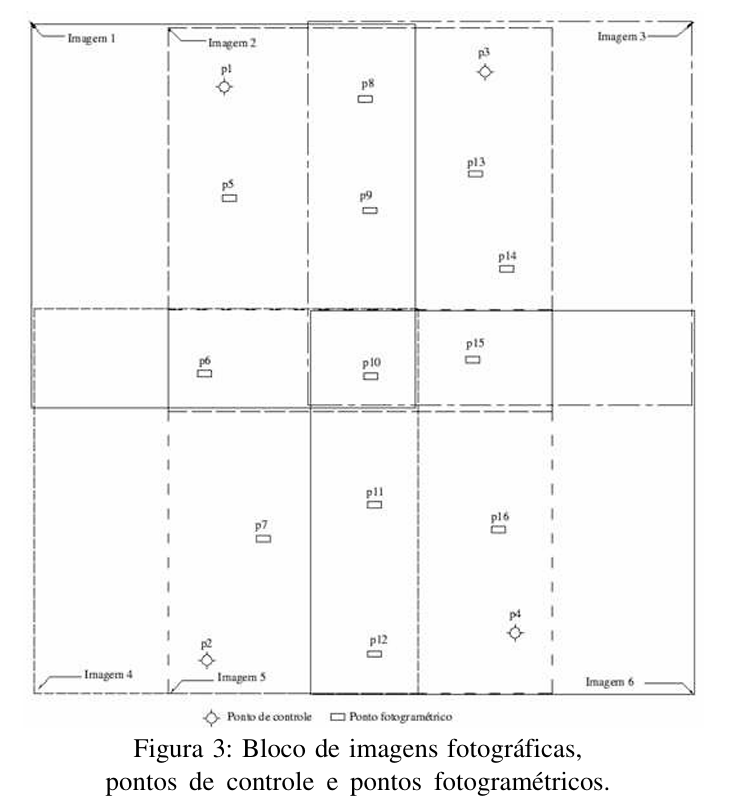 Imagem 1
Imagem 2
Imagem 3
p1
p3
p8
p13
p5
p9
p14
p15
p6
p10
p11
p16
p7
p4
p2
p12
Imagem 4
Imagem 5
Imagem 6
Ponto de controle Ponto fotogramétrico
Figura 3: Bloco de imagens fotográficas,
pontos de controle e pontos fotogramétricos.